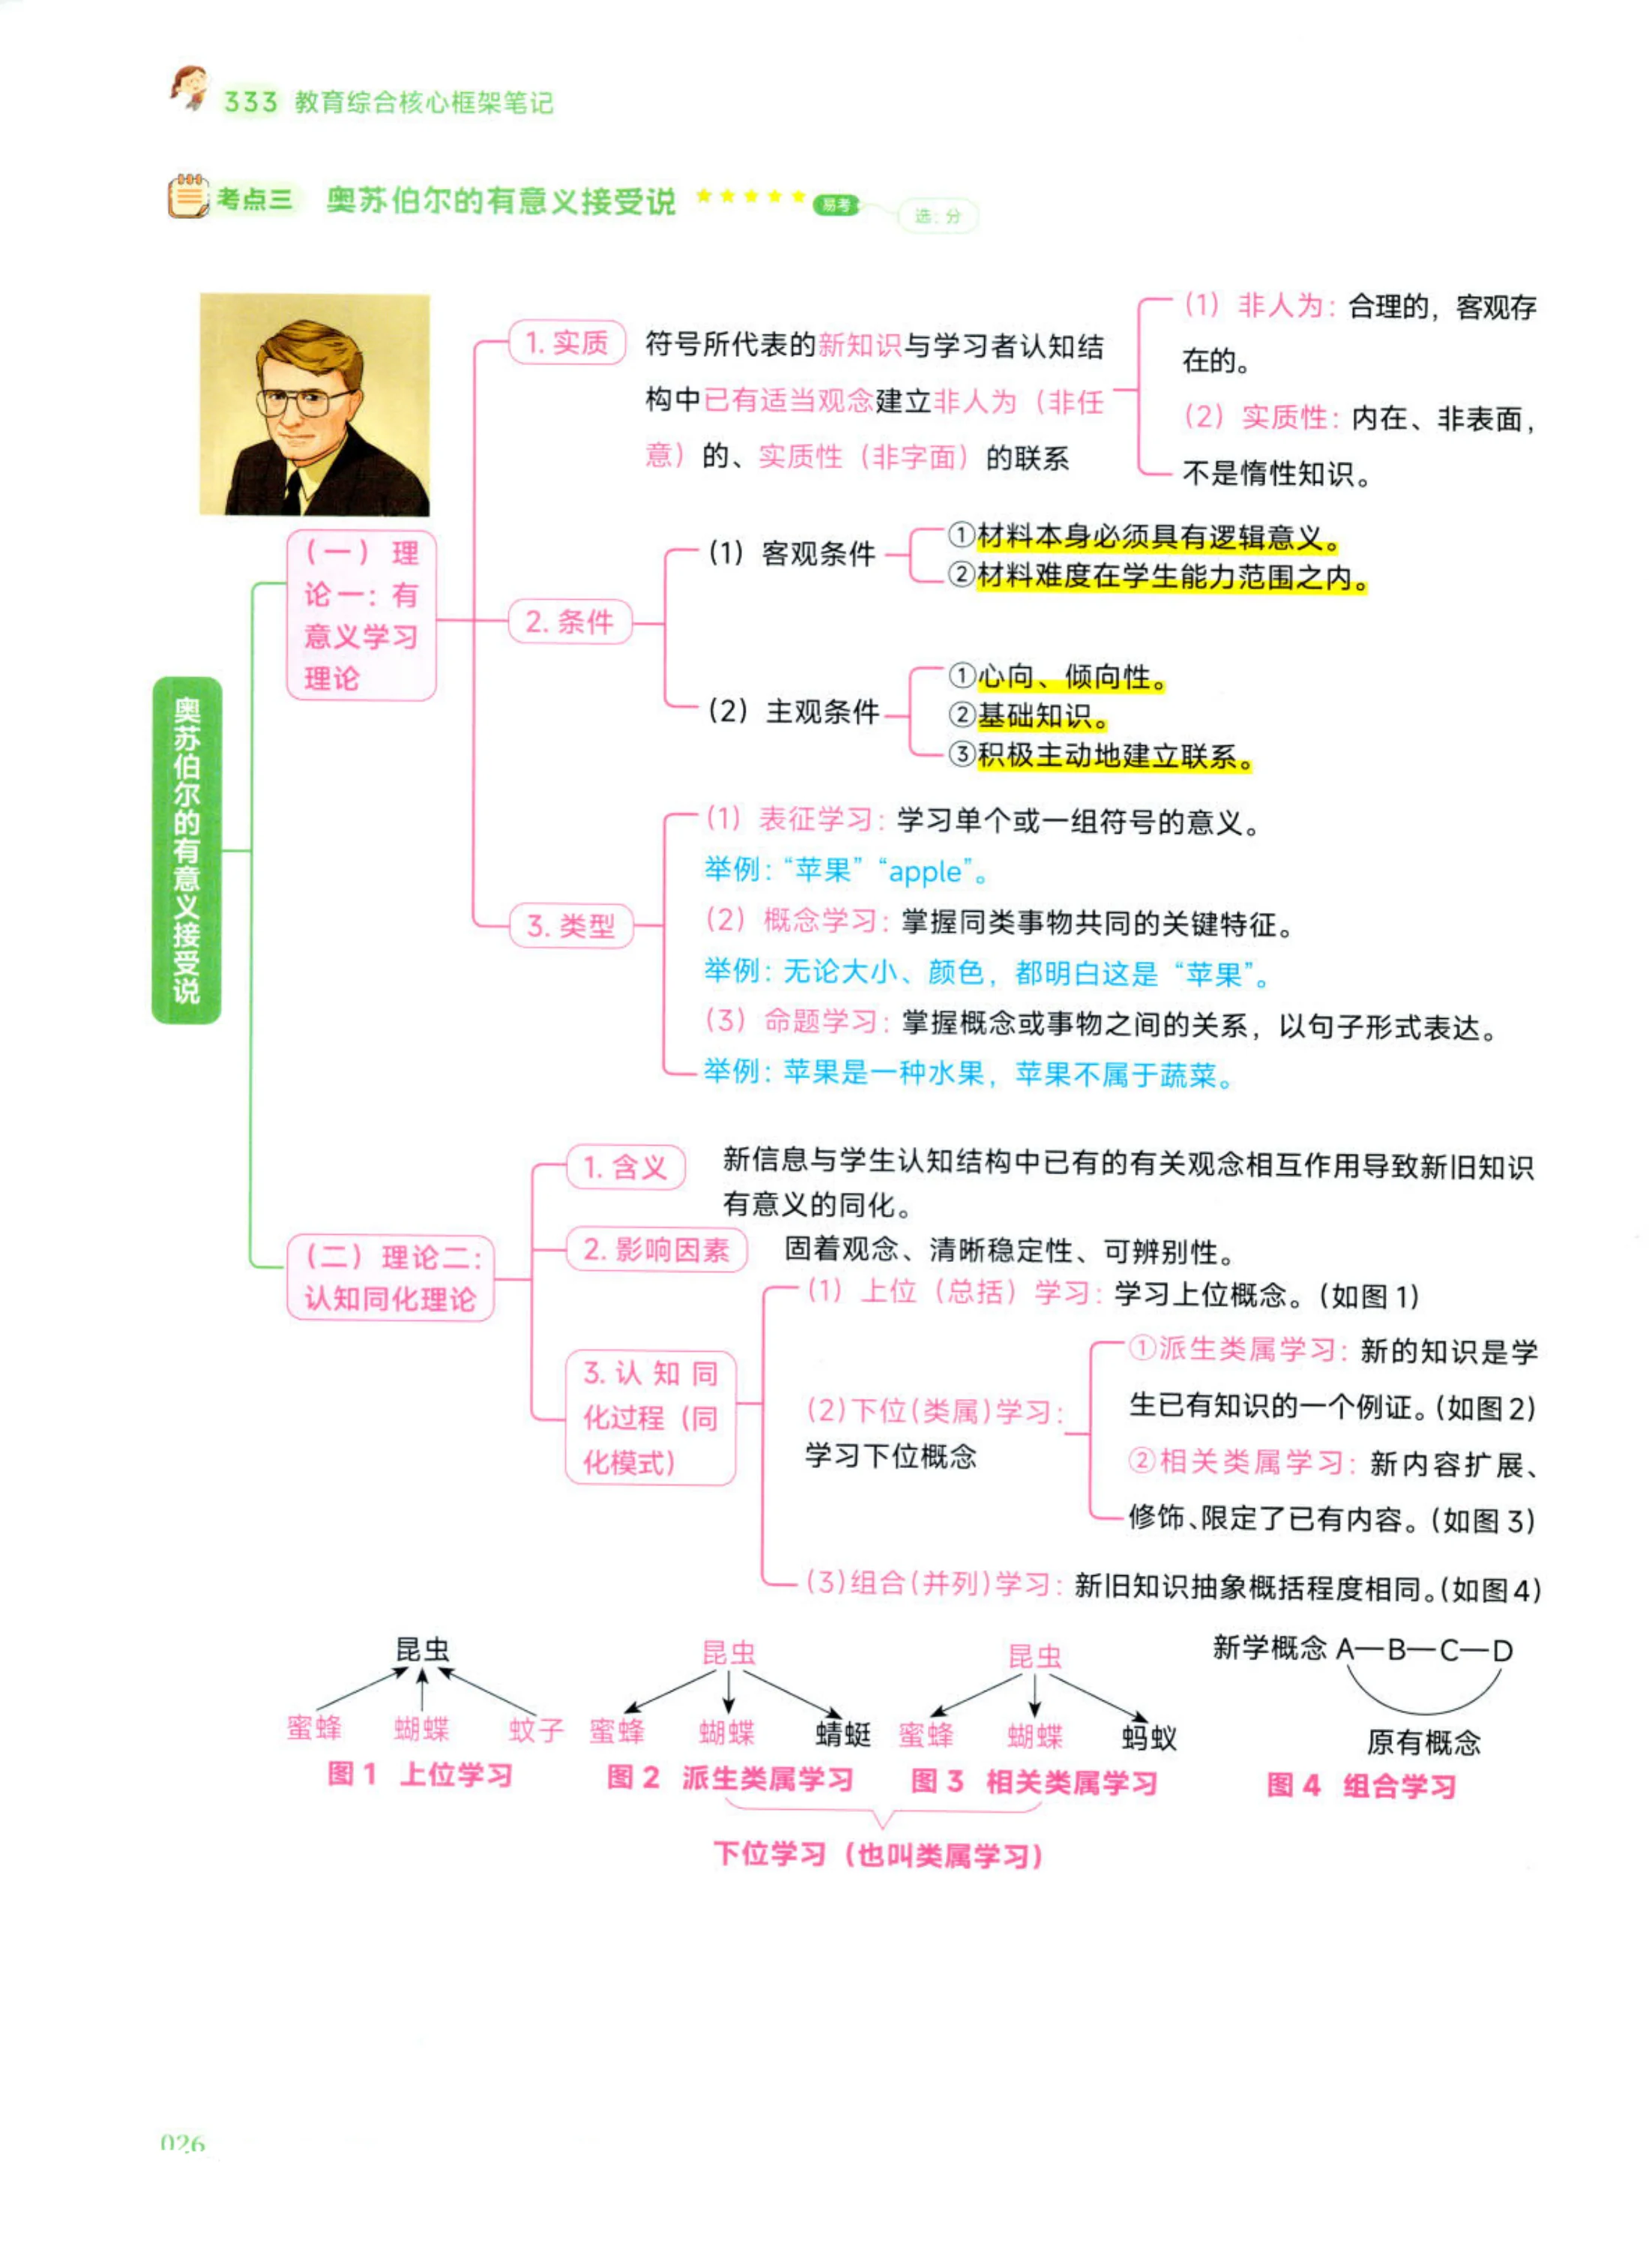 333 教育综合核心框架笔记
考点三 奥苏伯尔的有意义接受说 ★★★★★ 易考 选:分
奥苏伯尔的有意义接受说
(一)理
论一:有
意义学习
理论
1. 实质
符号所代表的新知识与学习者认知结
构中已有适当观念建立非人为(非任
意)的、实质性(非字面)的联系
(1)非人为:合理的,客观存
在的。
(2)实质性:内在、非表面,
不是惰性知识。
2. 条件
(1)客观条件
①材料本身必须具有逻辑意义。
②材料难度在学生能力范围之内。
(2)主观条件
①心向、倾向性。
②基础知识。
③积极主动地建立联系。
3. 类型
(1)表征学习:学习单个或一组符号的意义。
举例:“苹果”“apple”。
(2)概念学习:掌握同类事物共同的关键特征。
举例:无论大小、颜色,都明白这是“苹果”。
(3)命题学习:掌握概念或事物之间的关系,以句子形式表达。
举例:苹果是一种水果,苹果不属于蔬菜。
(二)理论二:
认知同化理论
1. 含义
新信息与学生认知结构中已有的有关观念相互作用导致新旧知识
有意义的同化。
2. 影响因素
固着观念、清晰稳定性、可辨别性。
3. 认知同
化过程(同
化模式)
(1)上位(总括)学习:学习上位概念。(如图1)
(2)下位(类属)学习:
学习下位概念
①派生类属学习:新的知识是学
生已有知识的一个例证。(如图2)
②相关类属学习:新内容扩展、
修饰、限定了已有内容。(如图3)
(3)组合(并列)学习:新旧知识抽象概括程度相同。(如图4)
昆虫
蜜蜂 蝴蝶 蚊子
图1 上位学习
昆虫
蜜蜂 蝴蝶 蜻蜓
图2 派生类属学习
昆虫
蜜蜂 蝴蝶 蚂蚁
图3 相关类属学习
新学概念 A—B—C—D
原有概念
图4 组合学习
下位学习(也叫类属学习)
026